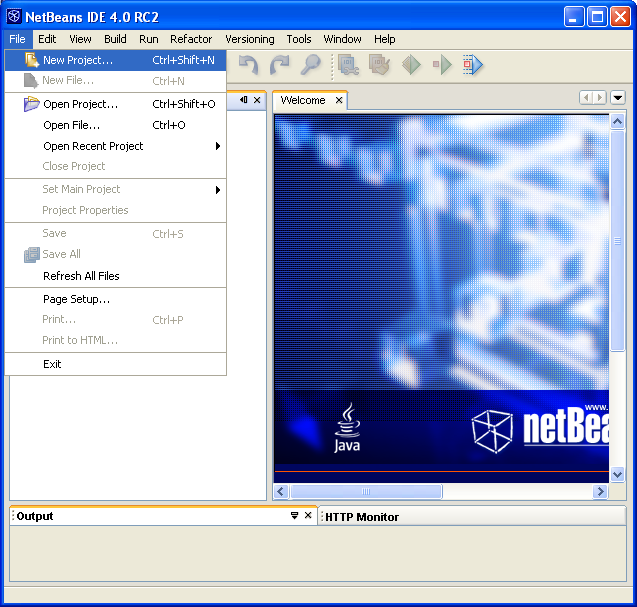 NetBeans IDE 4.0 RC2
File Edit View Build Run Refactor Versioning Tools Window Help
New Project... Ctrl+Shift+N
New File... Ctrl+N
Open Project... Ctrl+Shift+O
Open File... Ctrl+O
Open Recent Project
Close Project
Set Main Project
Project Properties
Save Ctrl+S
Save All
Refresh All Files
Page Setup...
Print... Ctrl+P
Print to HTML...
Exit
Welcome
Java
www.
netBea
Output
HTTP Monitor